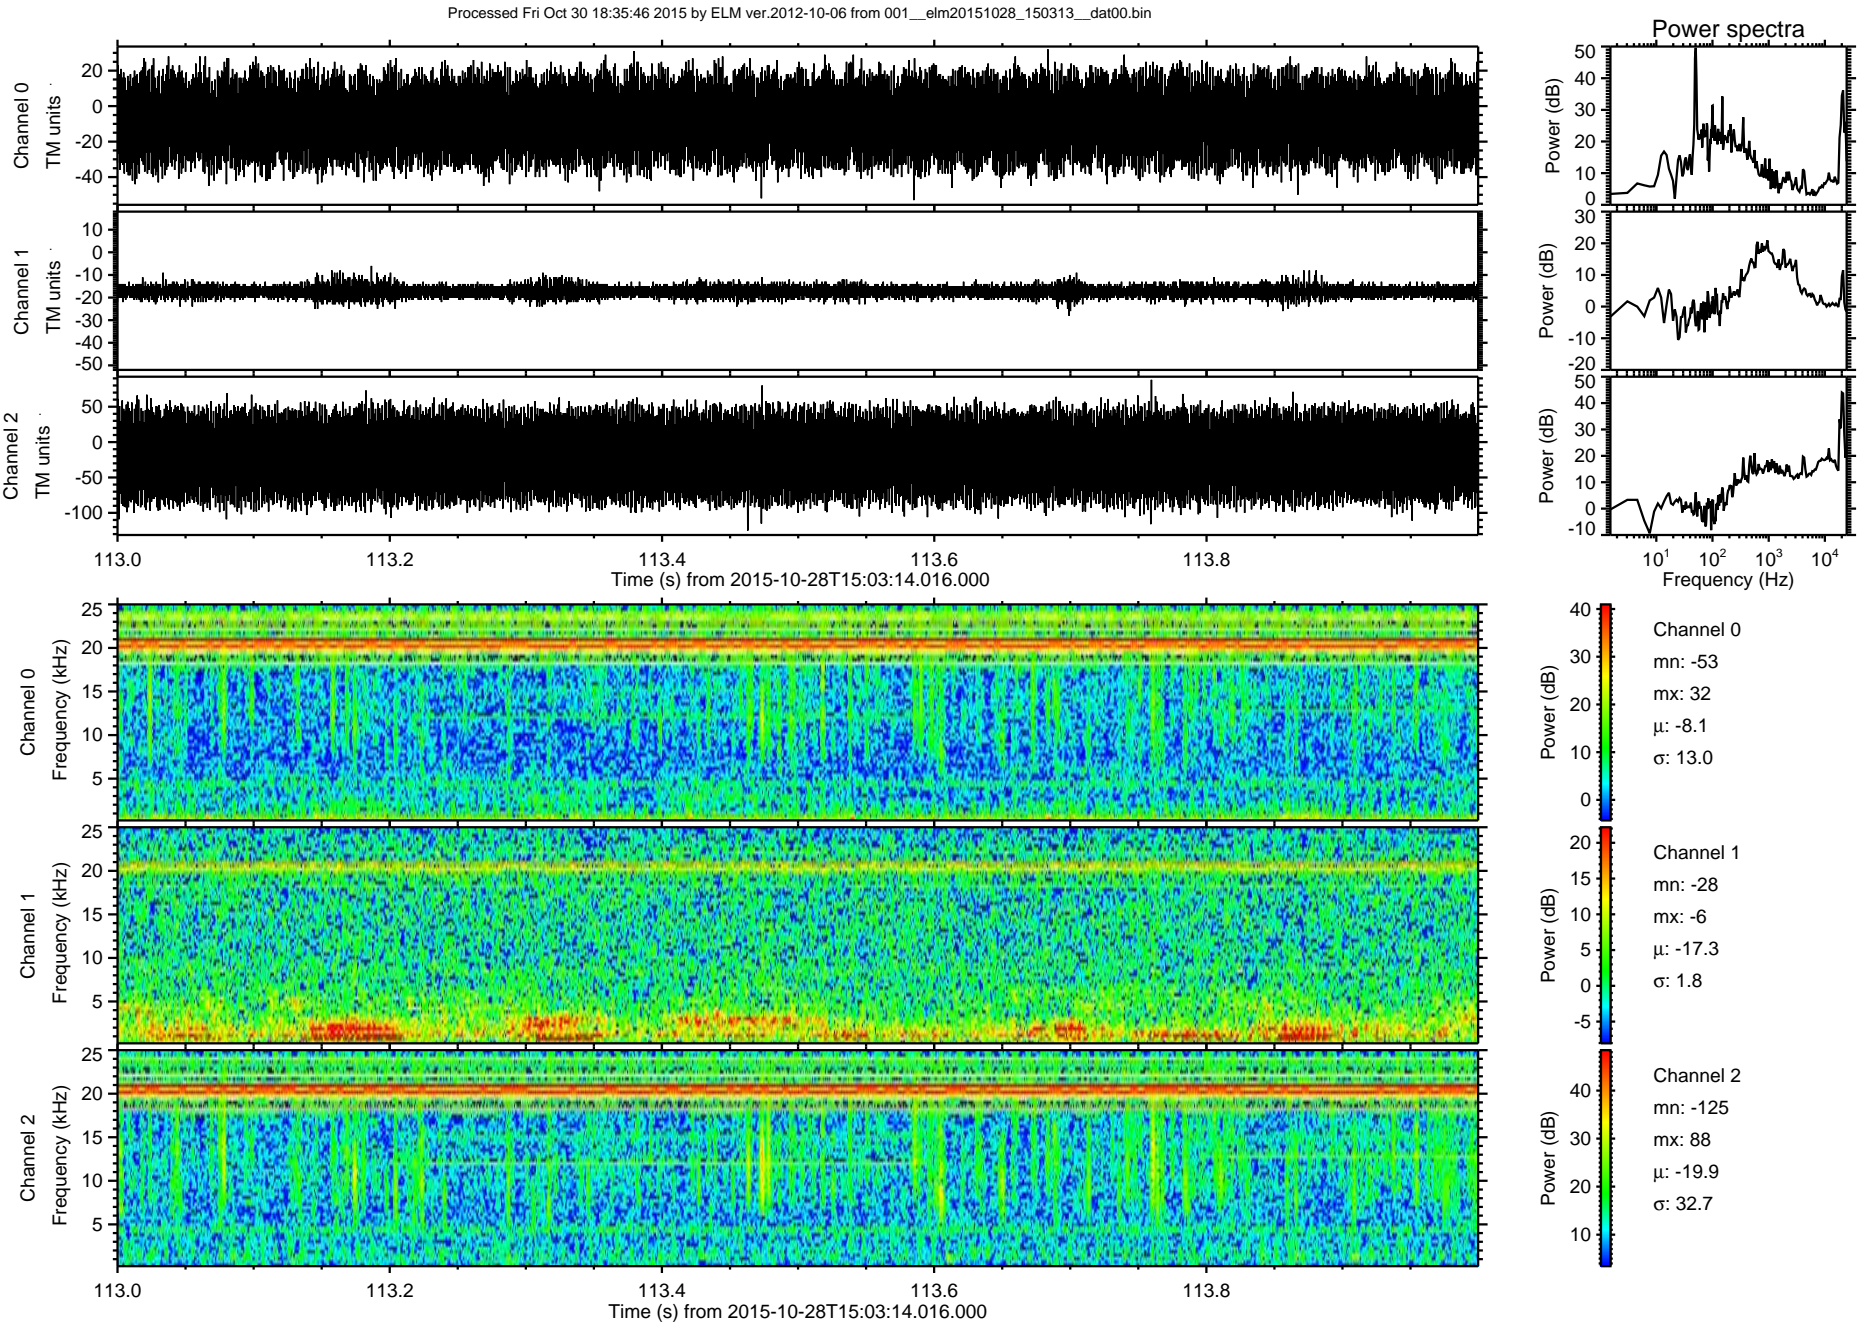 Processed Fri Oct 30 18:35:46 2015 by ELM ver.2012-10-06 from 001__elm20151028_150313__dat00.bin
Power spectra
Channel 0
TM units
20
0
-20
-40
Power (dB)
50
40
30
20
10
0
Channel 1
TM units
10
0
-10
-20
-30
-40
-50
Power (dB)
30
20
10
0
-10
-20
Channel 2
TM units
50
0
-50
-100
Power (dB)
50
40
30
20
10
0
-10
113.0 113.2 113.4 113.6 113.8
Time (s) from 2015-10-28T15:03:14.016.000
10^1 10^2 10^3 10^4
Frequency (Hz)
Channel 0
Frequency (kHz)
25
20
15
10
5
Power (dB)
40
30
20
10
0
Channel 0
mn: -53
mx: 32
μ: -8.1
σ: 13.0
Channel 1
Frequency (kHz)
25
20
15
10
5
Power (dB)
20
15
10
5
0
-5
Channel 1
mn: -28
mx: -6
μ: -17.3
σ: 1.8
Channel 2
Frequency (kHz)
25
20
15
10
5
Power (dB)
40
30
20
10
Channel 2
mn: -125
mx: 88
μ: -19.9
σ: 32.7
113.0 113.2 113.4 113.6 113.8
Time (s) from 2015-10-28T15:03:14.016.000